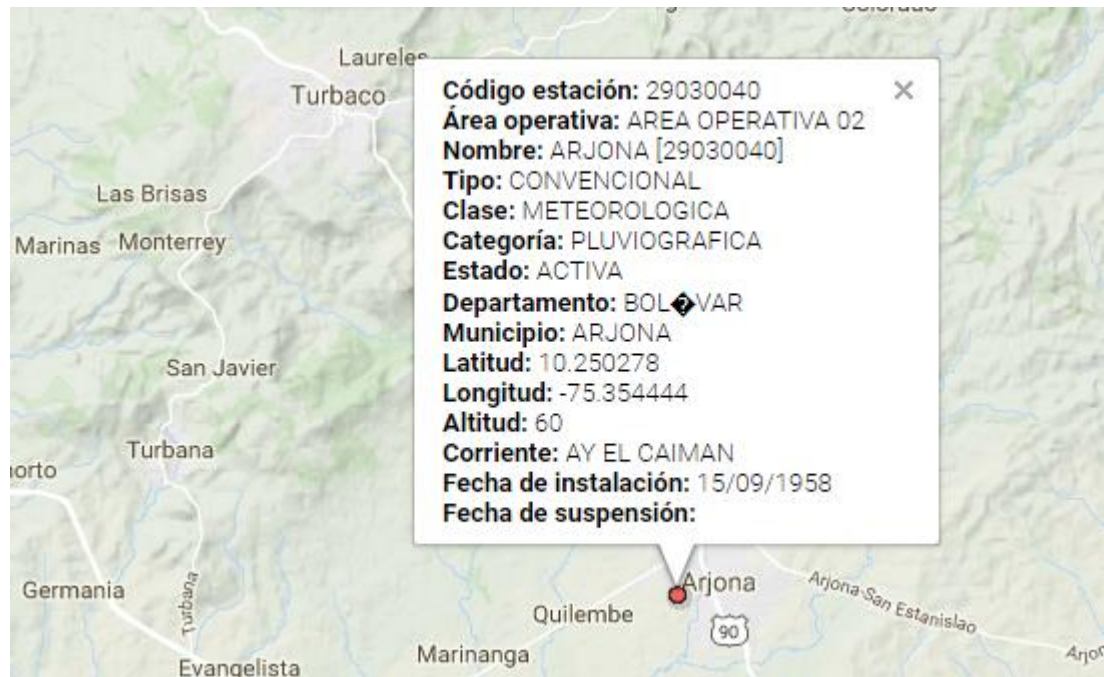 Laureles
Turbaco
Las Brisas
Marinas
Monterrey
San Javier
Turbana
Germania
Turbana
Evangelista
Código estación: 29030040
Área operativa: AREA OPERATIVA 02
Nombre: ARJONA [29030040]
Tipo: CONVENCIONAL
Clase: METEOROLOGICA
Categoría: PLUVIOGRAFICA
Estado: ACTIVA
Departamento: BOL�VAR
Municipio: ARJONA
Latitud: 10.250278
Longitud: -75.354444
Altitud: 60
Corriente: AY EL CAIMAN
Fecha de instalación: 15/09/1958
Fecha de suspensión:
Arjona
Quilembe
90
Marinanga
Arjona-San Estanislao